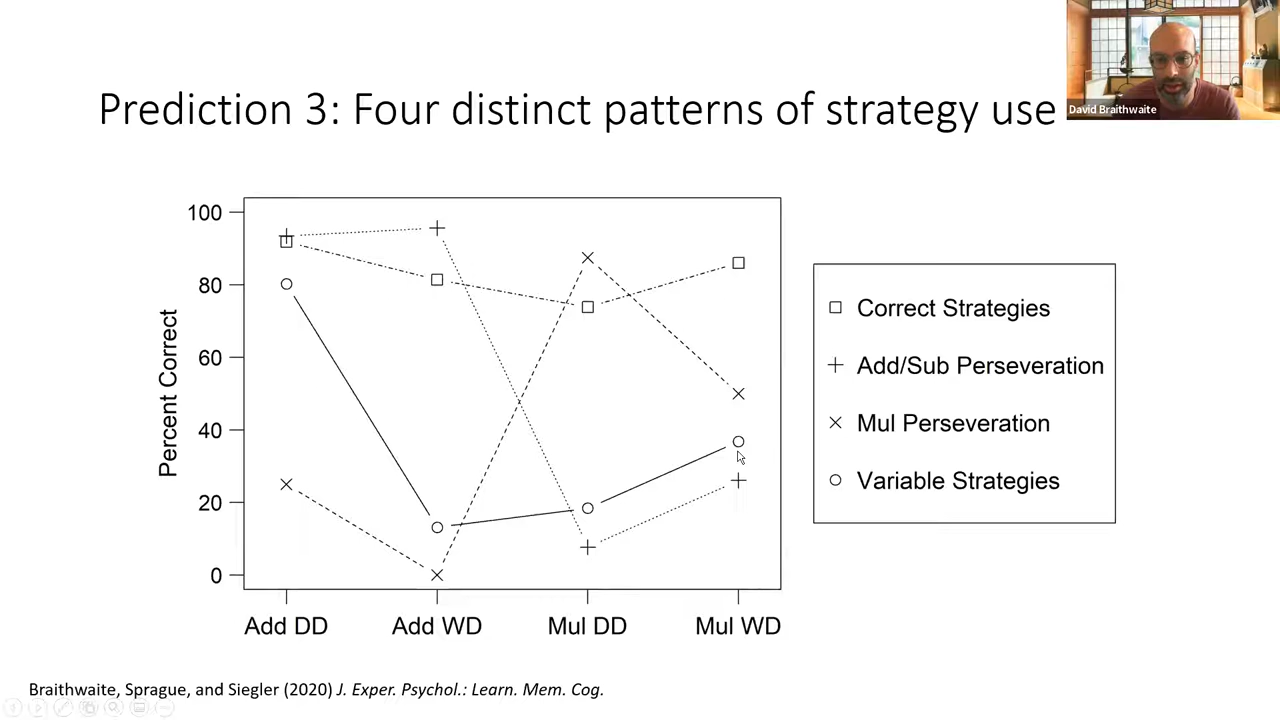 Prediction 3: Four distinct patterns of strategy use
David Braithwaite
100
80
60
40
20
0
Percent Correct
Add DD
Add WD
Mul DD
Mul WD
Correct Strategies
Add/Sub Perseveration
Mul Perseveration
Variable Strategies
Braithwaite, Sprague, and Siegler (2020) J. Exper. Psychol.: Learn. Mem. Cog.